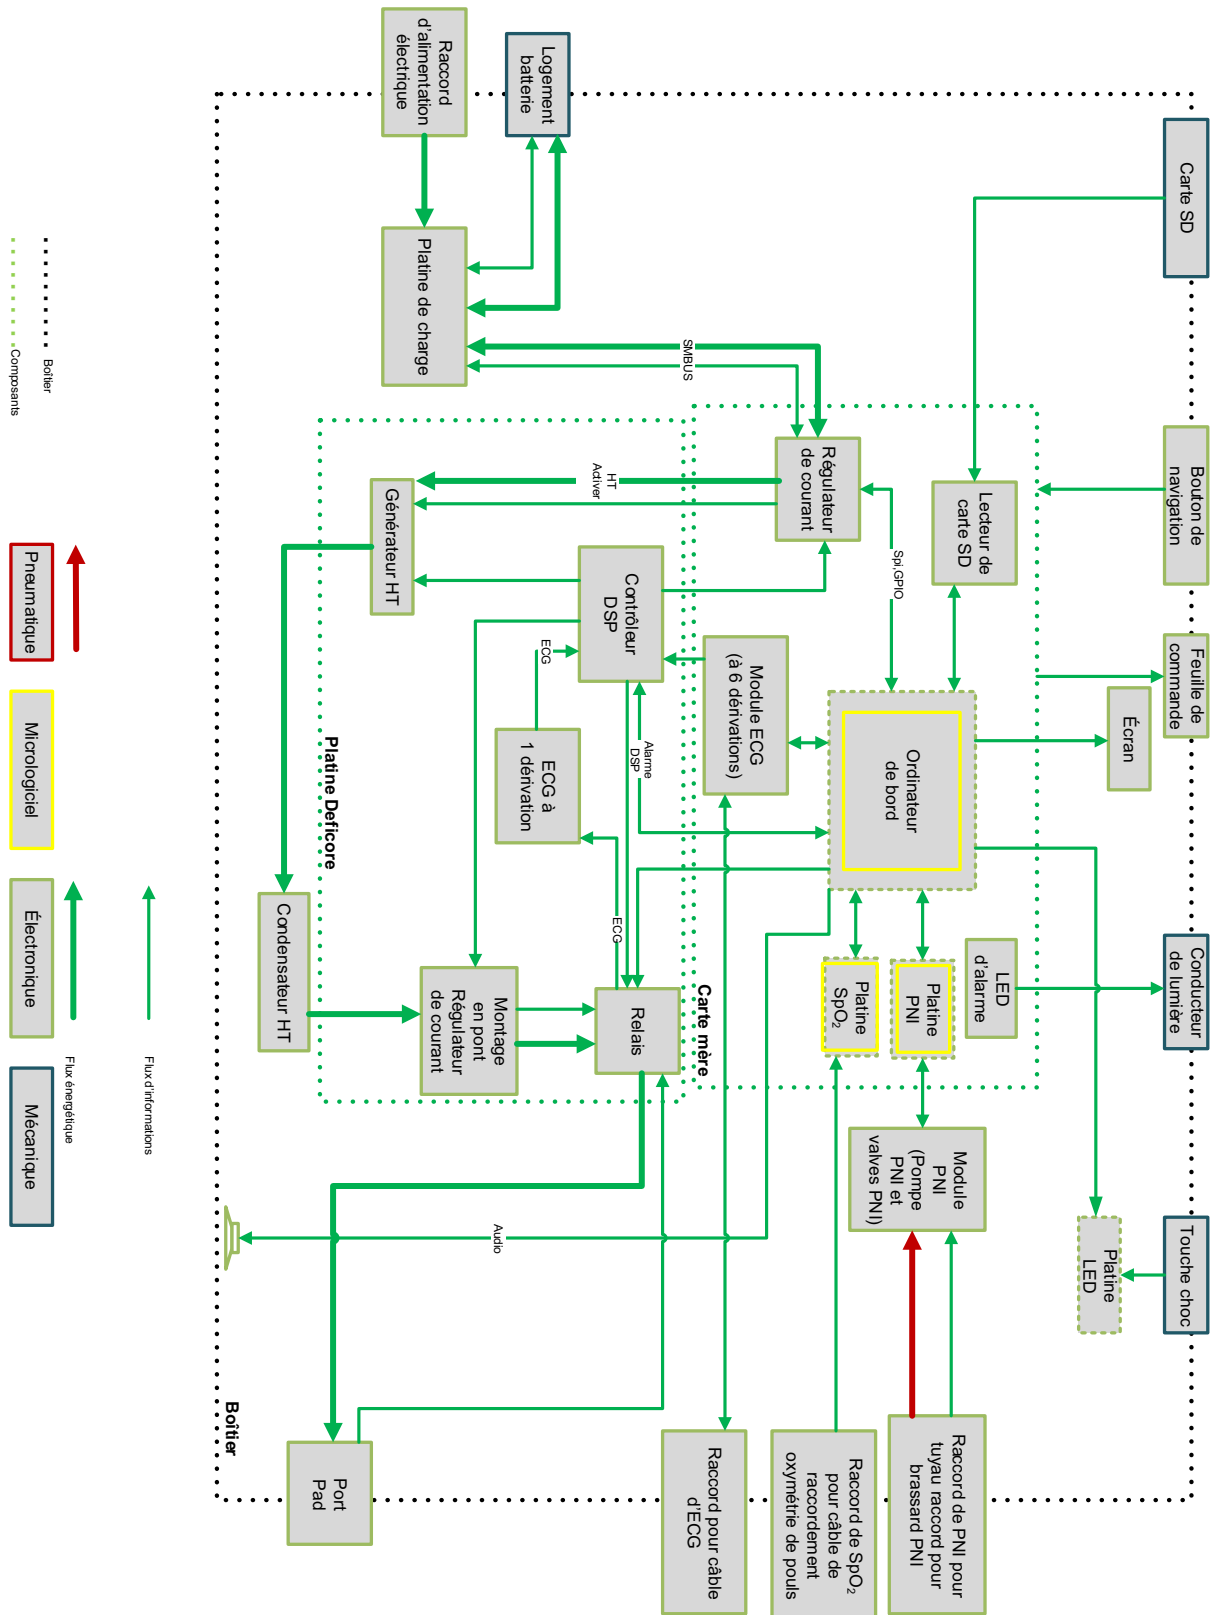 Carte SD
Bouton de
navigation
Feuille de
commande
Écran
Conducteur
de lumière
Touche choc
Platine
LED
Raccord
d'alimentation
électrique
Logement
batterie
Platine de charge
SMBUS
Régulateur
de courant
Lecteur de
carte SD
Spi,GPIO
HT
Activer
Générateur HT
Contrôleur
DSP
ECG
Module ECG
(à 6 dérivations)
Ordinateur
de bord
Alarme
DSP
ECG à
1 dérivation
ECG
LED
d'alarme
Platine
PNI
Platine
SpO₂
Carte mère
Platine Deficore
Condensateur HT
Montage
en pont
Régulateur
de courant
Relais
Module
PNI
(Pompe
PNI et
valves PNI)
Audio
Raccord de PNI pour
tuyau raccord pour
brassard PNI
Raccord de SpO₂
pour câble de
raccordement
oxymétrie de pouls
Raccord pour câble
d'ECG
Port
Pad
Boîtier
Boîtier
Composants
Pneumatique
Micrologiciel
Électronique
Mécanique
Flux d'informations
Flux énergétique